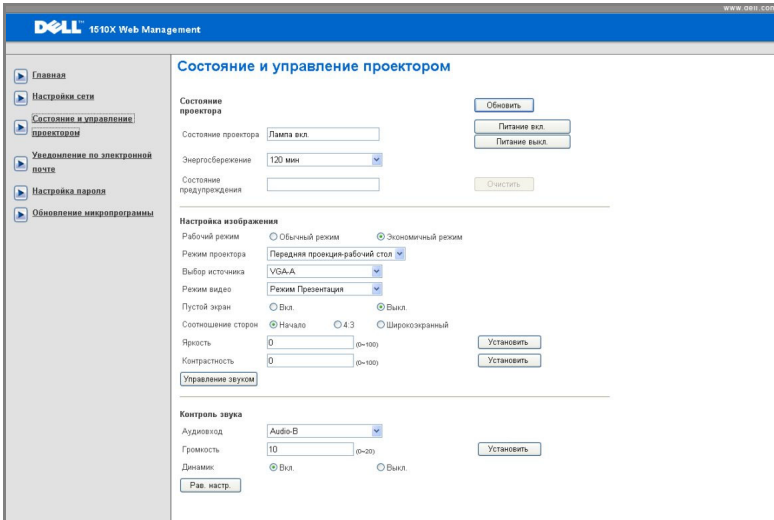 www.dell.com
DELL™ 1510X Web Management
Главная
Настройки сети
Состояние и управление
проектором
Уведомление по электронной
почте
Настройка пароля
Обновление микропрограммы
Состояние и управление проектором
Состояние
проектора
Обновить
Состояние проектора Лампа вкл.
Питание вкл.
Питание выкл.
Энергосбережение 120 мин
Состояние
предупреждения
Очистить
Настройка изображения
Рабочий режим Обычный режим Экономичный режим
Режим проектора Передняя проекция-рабочий стол
Выбор источника VGA-A
Режим видео Режим Презентация
Пустой экран Вкл. Выкл.
Соотношение сторон Начало 4:3 Широкоэкранный
Яркость 0 (0~100) Установить
Контрастность 0 (0~100) Установить
Управление звуком
Контроль звука
Аудиовход Audio-B
Громкость 10 (0~20) Установить
Динамик Вкл. Выкл.
Рав. настр.